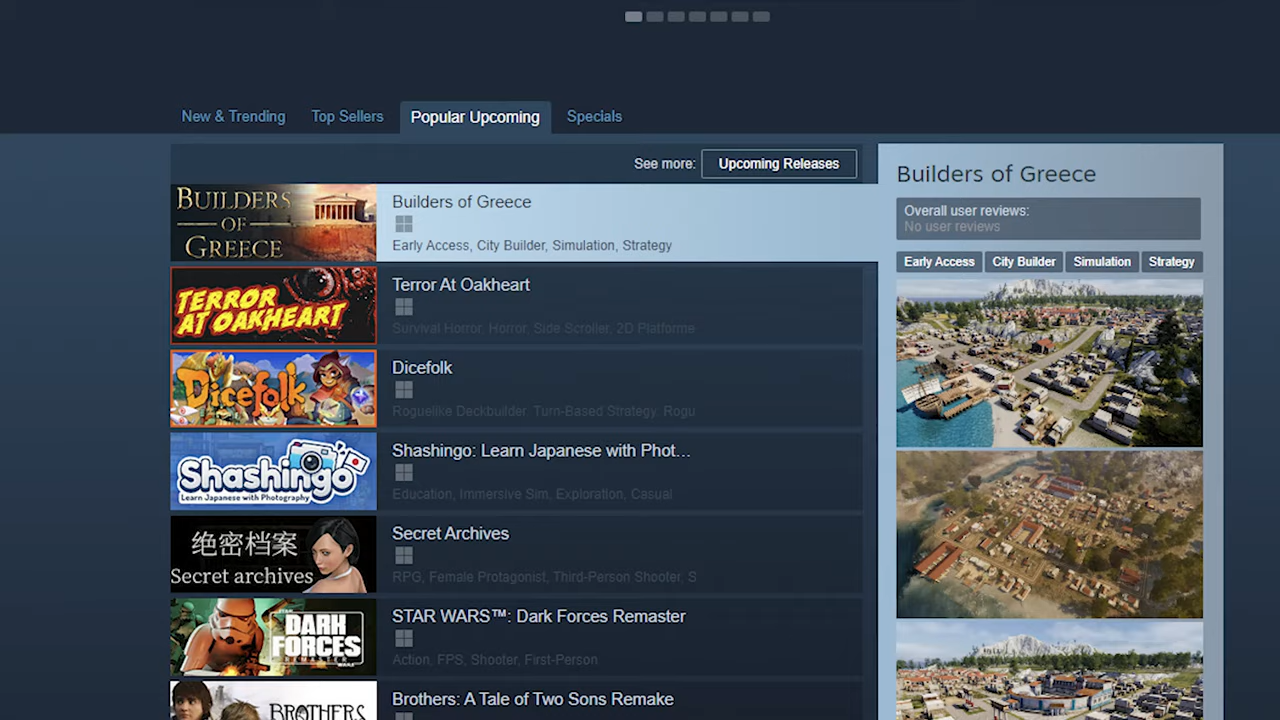 New & Trending
Top Sellers
Popular Upcoming
Specials
See more:
Upcoming Releases
BUILDERS
OF
GREECE
Builders of Greece
Early Access, City Builder, Simulation, Strategy
TERROR
AT OAKHEART
Terror At Oakheart
Survival Horror, Horror, Side Scroller, 2D Platforme
Dicefolk
Dicefolk
Roguelike Deckbuilder, Turn-Based Strategy, Rogu
Shashingo
Learn Japanese with Photography
Shashingo: Learn Japanese with Phot...
Education, Immersive Sim, Exploration, Casual
绝密档案
Secret archives
Secret Archives
RPG, Female Protagonist, Third-Person Shooter, S
STAR WARS
DARK
FORCES
REMASTER
STAR WARS™: Dark Forces Remaster
Action, FPS, Shooter, First-Person
BROTHERS
Brothers: A Tale of Two Sons Remake
Builders of Greece
Overall user reviews:
No user reviews
Early Access
City Builder
Simulation
Strategy